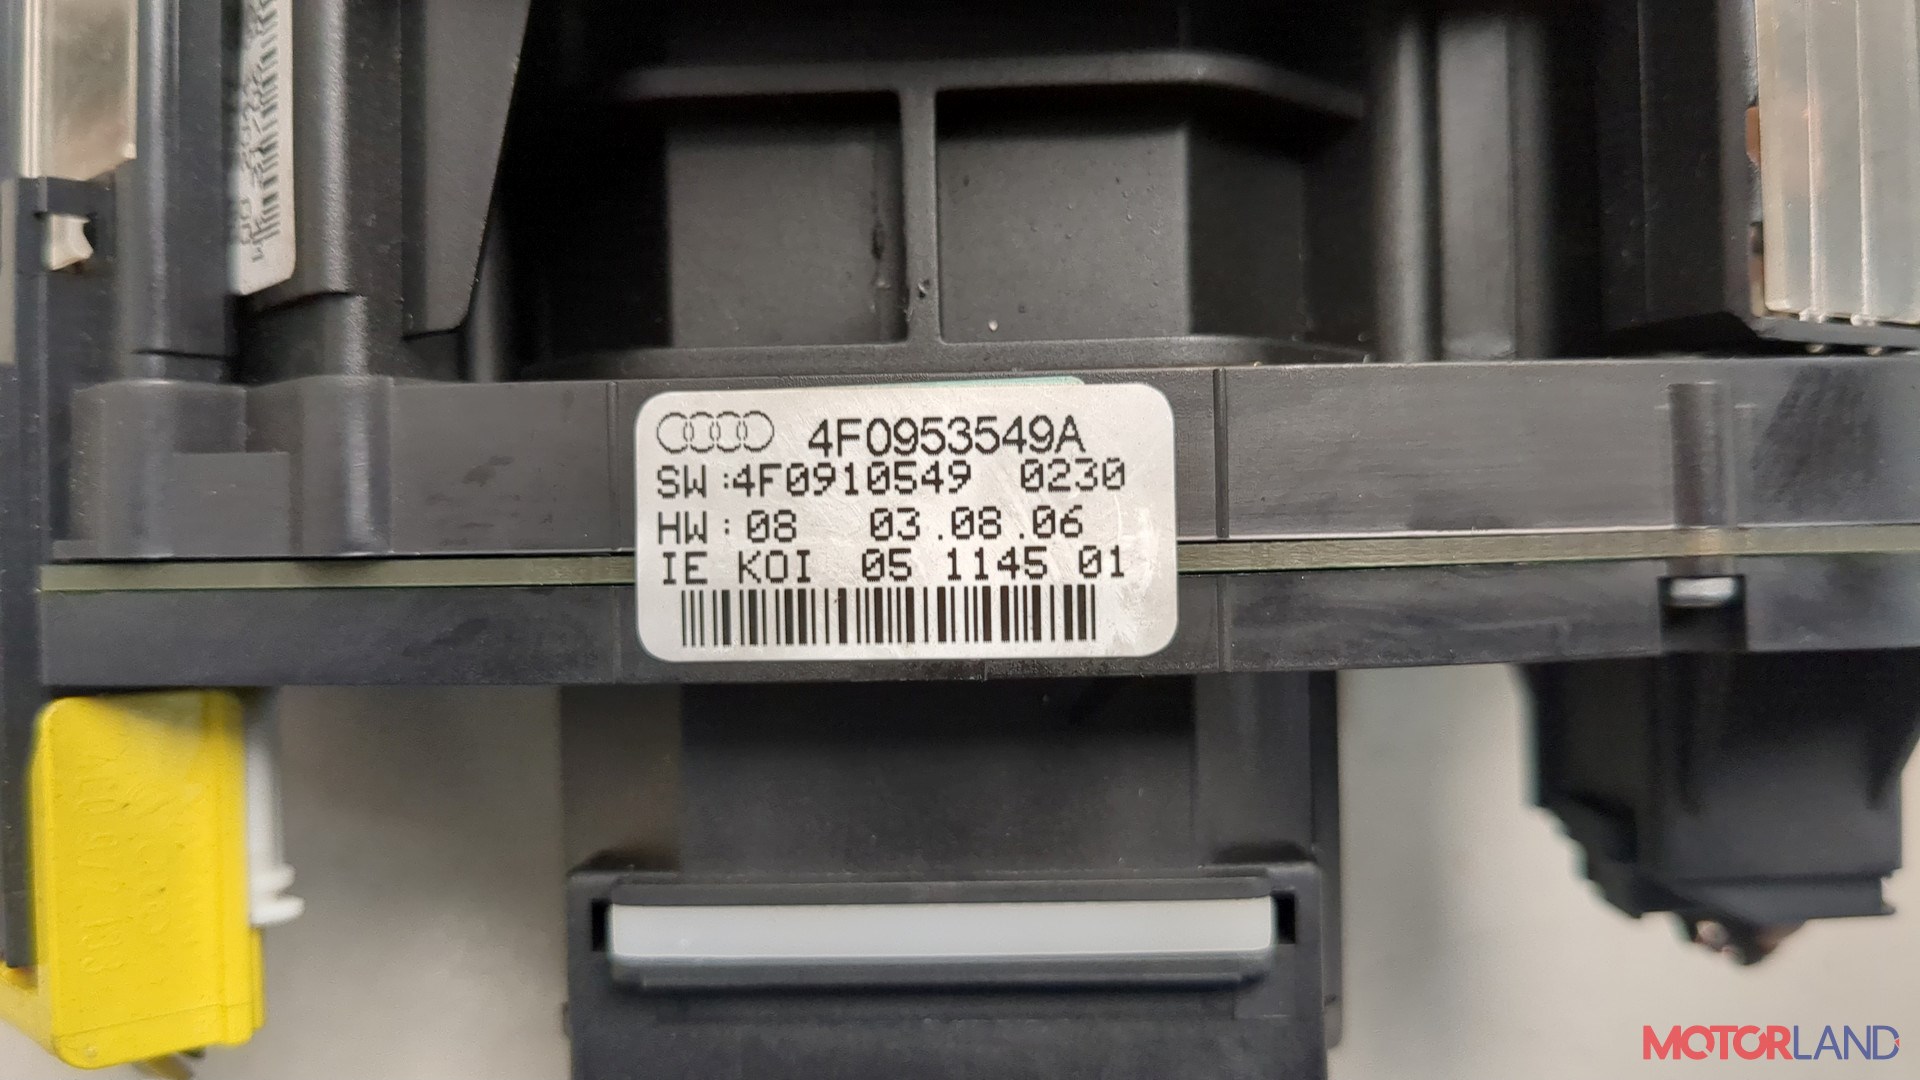 4F0953549A
SW:4F0910549 0230
HW:08 03.08.06
IE KOI 05 1145 01
MOTORLAND